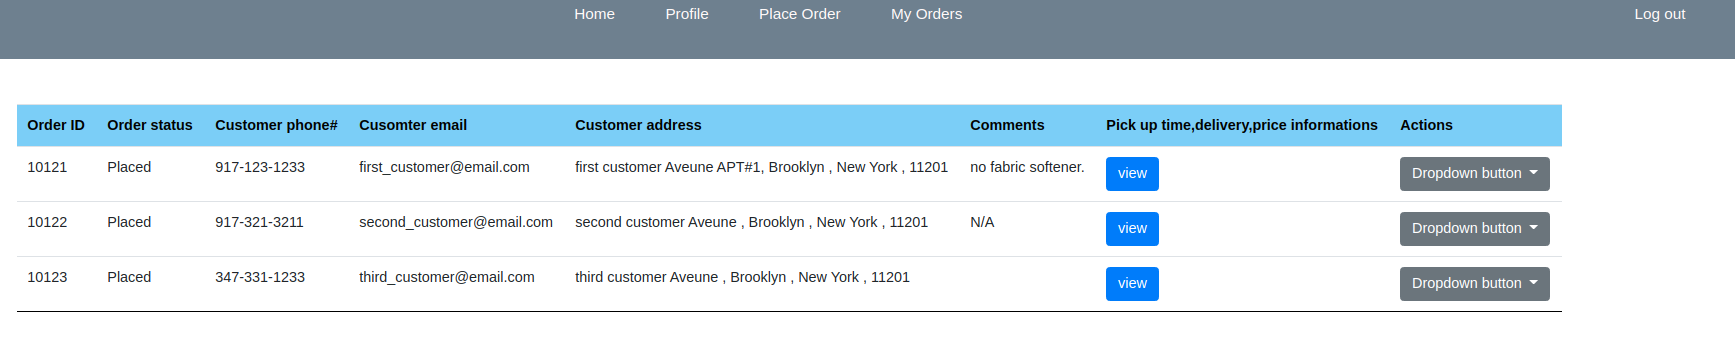 Home Profile Place Order My Orders Log out
Order ID Order status Customer phone# Cusomter email Customer address Comments Pick up time,delivery,price informations Actions
10121 Placed 917-123-1233 first_customer@email.com first customer Aveune APT#1, Brooklyn , New York , 11201 no fabric softener. view Dropdown button
10122 Placed 917-321-3211 second_customer@email.com second customer Aveune , Brooklyn , New York , 11201 N/A view Dropdown button
10123 Placed 347-331-1233 third_customer@email.com third customer Aveune , Brooklyn , New York , 11201 view Dropdown button